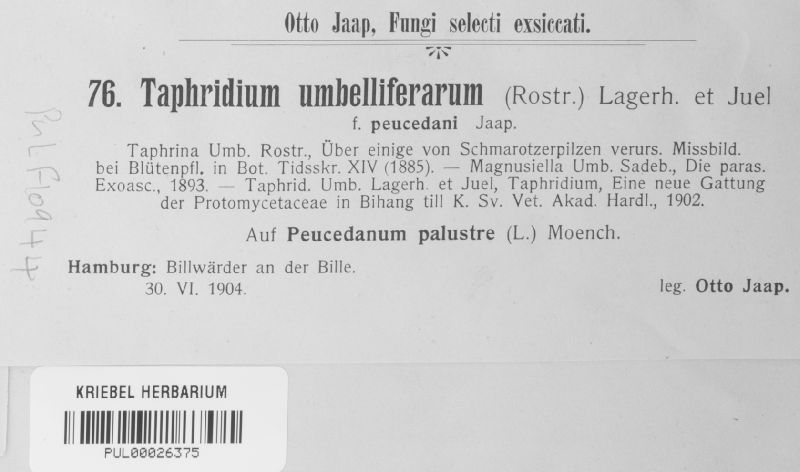 Otto Jaap, Fungi selecti exsiccati.
76. Taphridium umbelliferarum (Rostr.) Lagerh. et Juel
f. peucedani Jaap.
Taphrina Umb. Rostr., Über einige von Schmarotzerpilzen verurs. Missbild.
bei Blütenpfl. in Bot. Tidsskr. XIV (1885). — Magnusiella Umb. Sadeb., Die paras.
Exoasc., 1893. — Taphrid. Umb. Lagerh. et Juel, Taphridium, Eine neue Gattung
der Protomycetaceae in Bihang till K. Sv. Vet. Akad. Hardl., 1902.
Auf Peucedanum palustre (L.) Moench.
Hamburg: Billwärder an der Bille.
30. VI. 1904.
leg. Otto Jaap.
PUL F10944
KRIEBEL HERBARIUM
PUL00026375